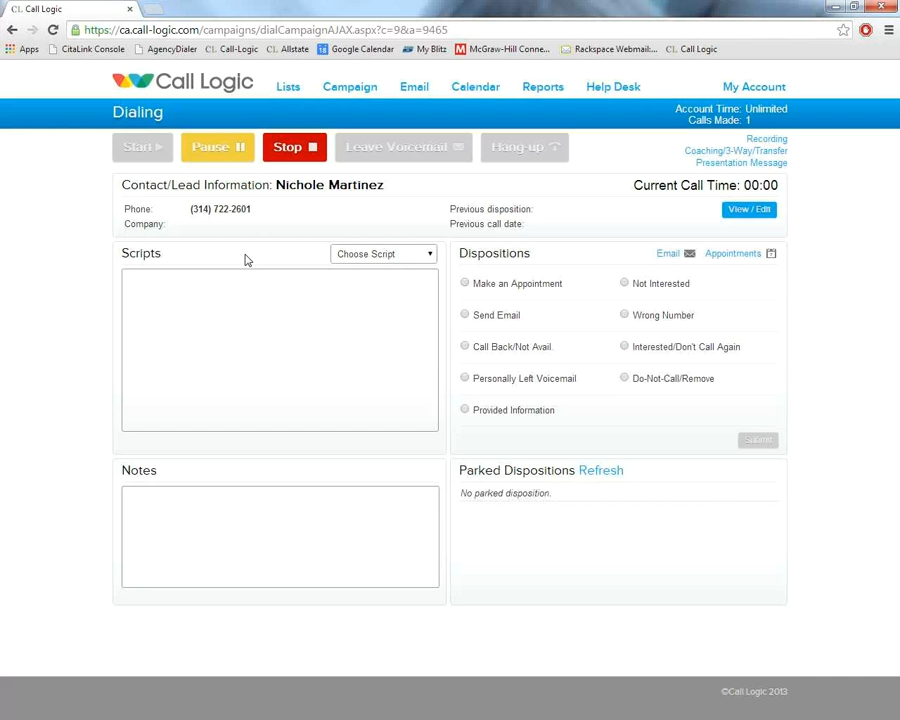 CL Call Logic
https://ca.call-logic.com/campaigns/dialCampaignAJAX.aspx?c=9&a=9465
Apps CitaLink Console AgencyDialer CL Call-Logic CL Allstate 18 Google Calendar My Blitz M McGraw-Hill Conne... Rackspace Webmail:... CL Call Logic
Call Logic Lists Campaign Email Calendar Reports Help Desk My Account
Dialing
Account Time: Unlimited
Calls Made: 1
Start Pause Stop Leave Voicemail Hang-up
Recording
Coaching/3-Way/Transfer
Presentation Message
Contact/Lead Information: Nichole Martinez Current Call Time: 00:00
Phone: (314) 722-2601 Previous disposition: View / Edit
Company: Previous call date:
Scripts Choose Script
Dispositions Email Appointments
Make an Appointment Not Interested
Send Email Wrong Number
Call Back/Not Avail. Interested/Don't Call Again
Personally Left Voicemail Do-Not-Call/Remove
Provided Information
Submit
Notes
Parked Dispositions Refresh
No parked disposition.
©Call Logic 2013